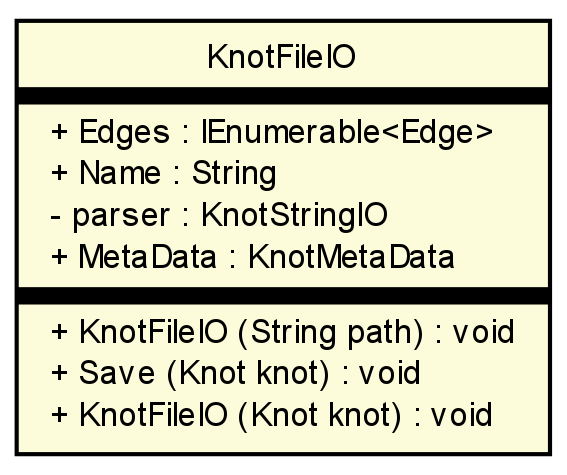 KnotFileIO
+ Edges : IEnumerable<Edge>
+ Name : String
- parser : KnotStringIO
+ MetaData : KnotMetaData
+ KnotFileIO (String path) : void
+ Save (Knot knot) : void
+ KnotFileIO (Knot knot) : void